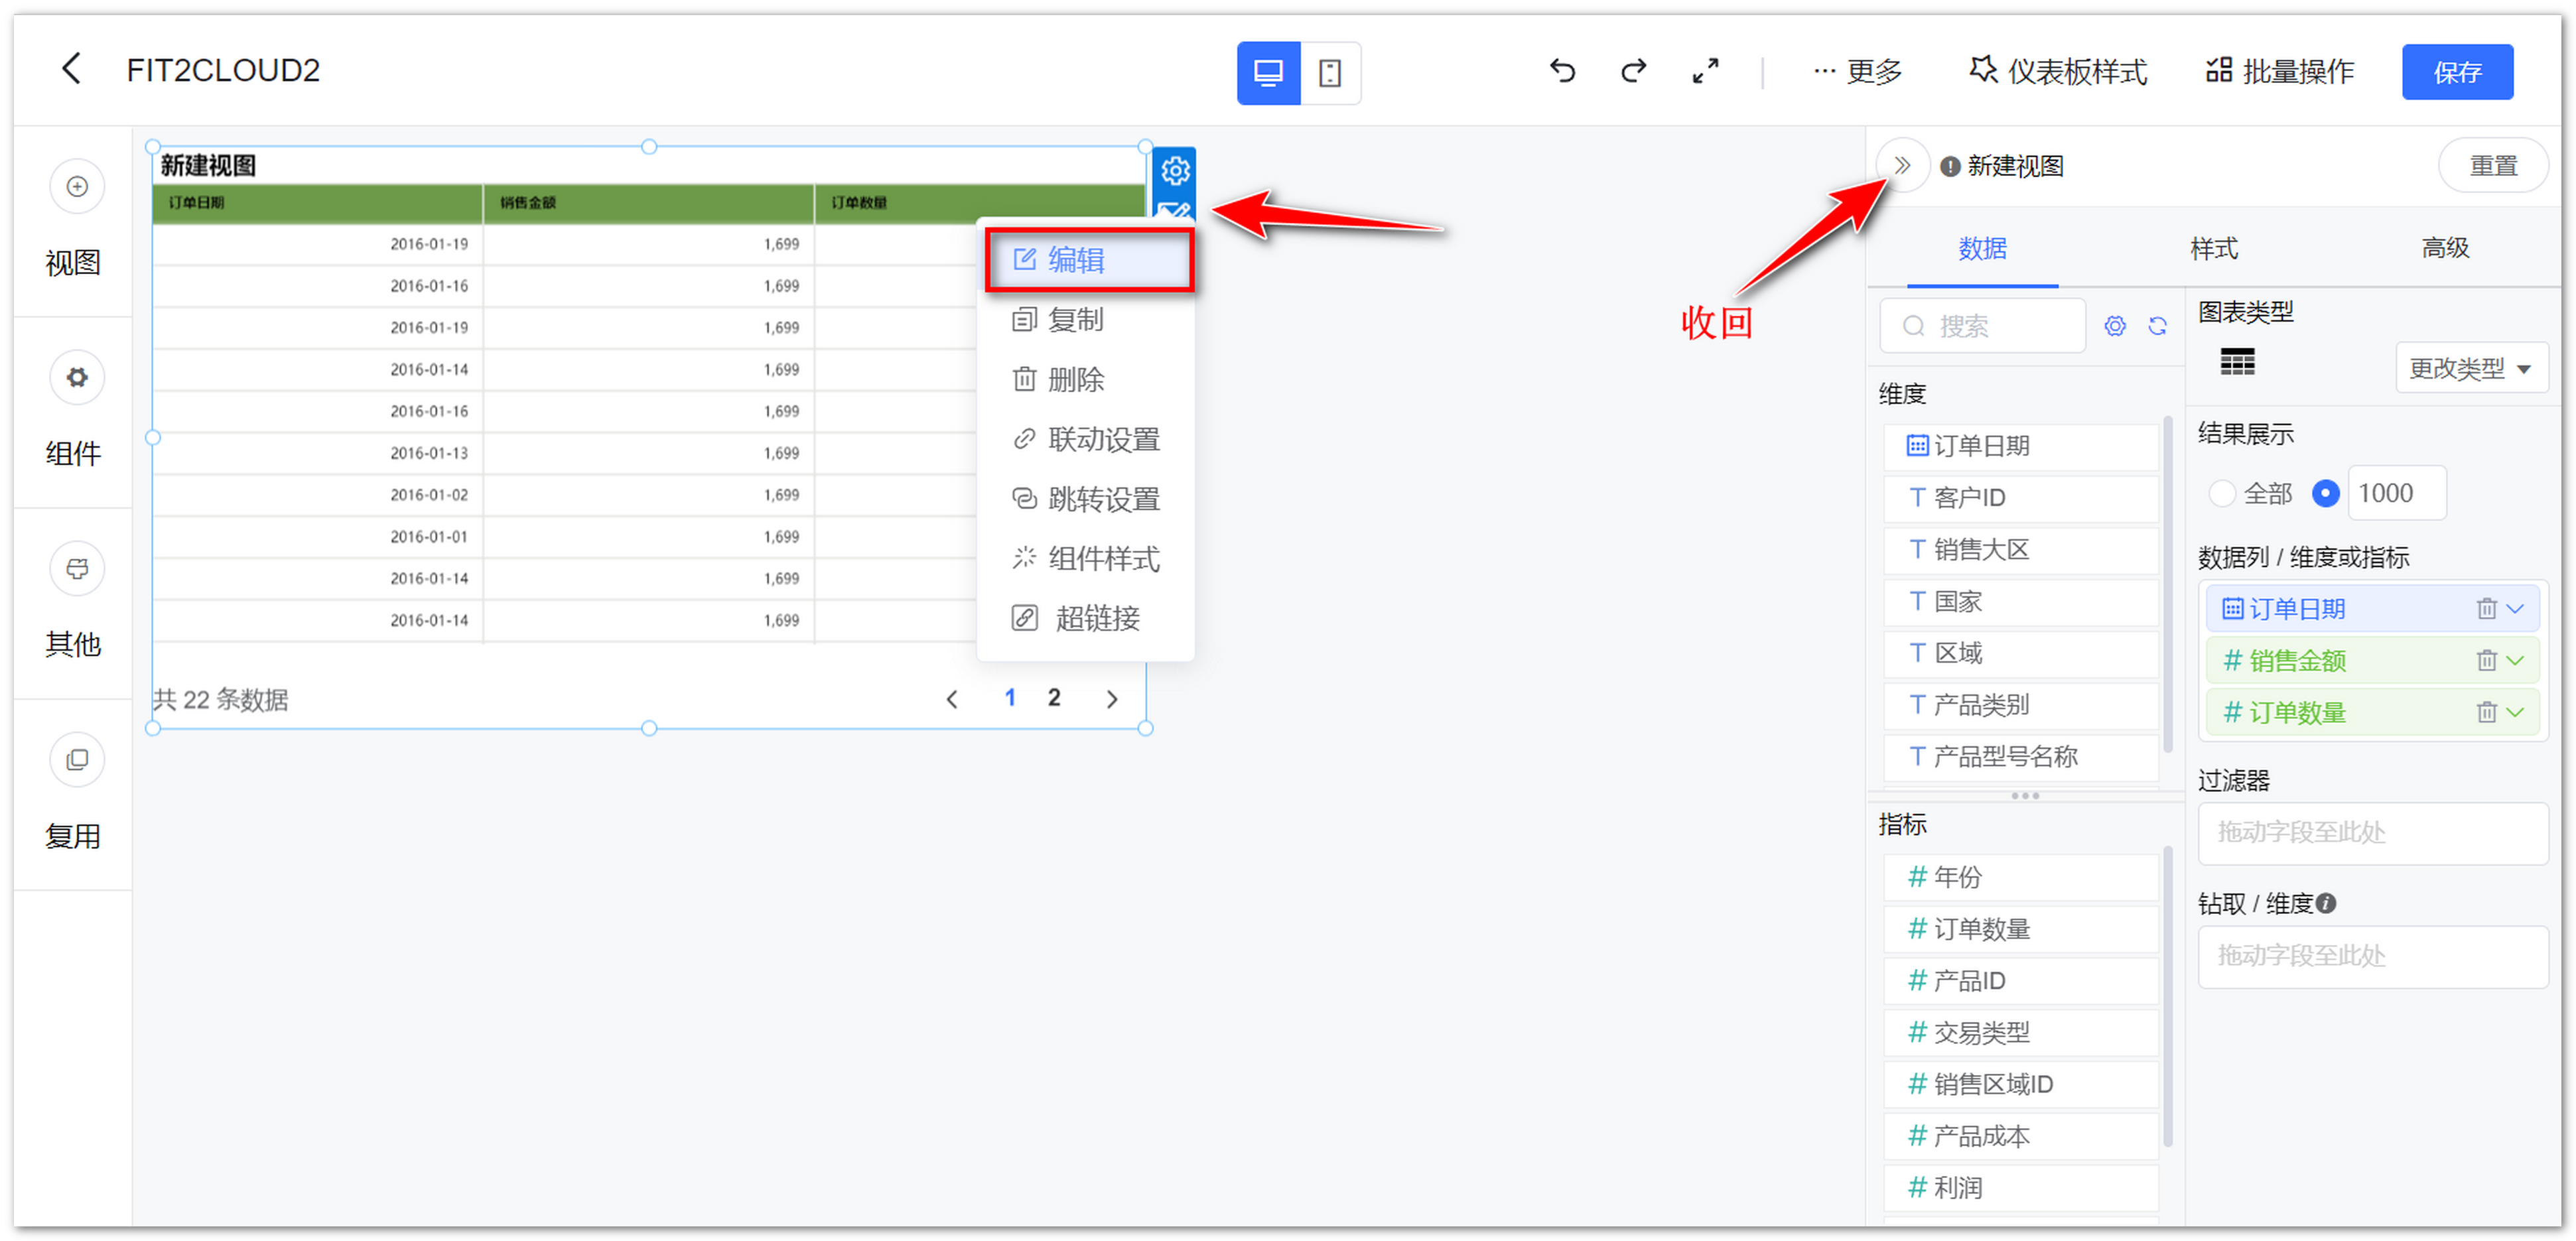 FIT2CLOUD2
··· 更多
仪表板样式
批量操作
保存
视图
组件
其他
复用
新建视图
订单日期 销售金额 订单数量
2016-01-19 1,699
2016-01-16 1,699
2016-01-19 1,699
2016-01-14 1,699
2016-01-16 1,699
2016-01-13 1,699
2016-01-02 1,699
2016-01-01 1,699
2016-01-14 1,699
2016-01-14 1,699
共 22 条数据
1 2
编辑
复制
删除
联动设置
跳转设置
组件样式
超链接
收回
新建视图
重置
数据 样式 高级
搜索
维度
订单日期
T 客户ID
T 销售大区
T 国家
T 区域
T 产品类别
T 产品型号名称
指标
# 年份
# 订单数量
# 产品ID
# 交易类型
# 销售区域ID
# 产品成本
# 利润
图表类型
更改类型
结果展示
全部 1000
数据列 / 维度或指标
订单日期
# 销售金额
# 订单数量
过滤器
拖动字段至此处
钻取 / 维度
拖动字段至此处